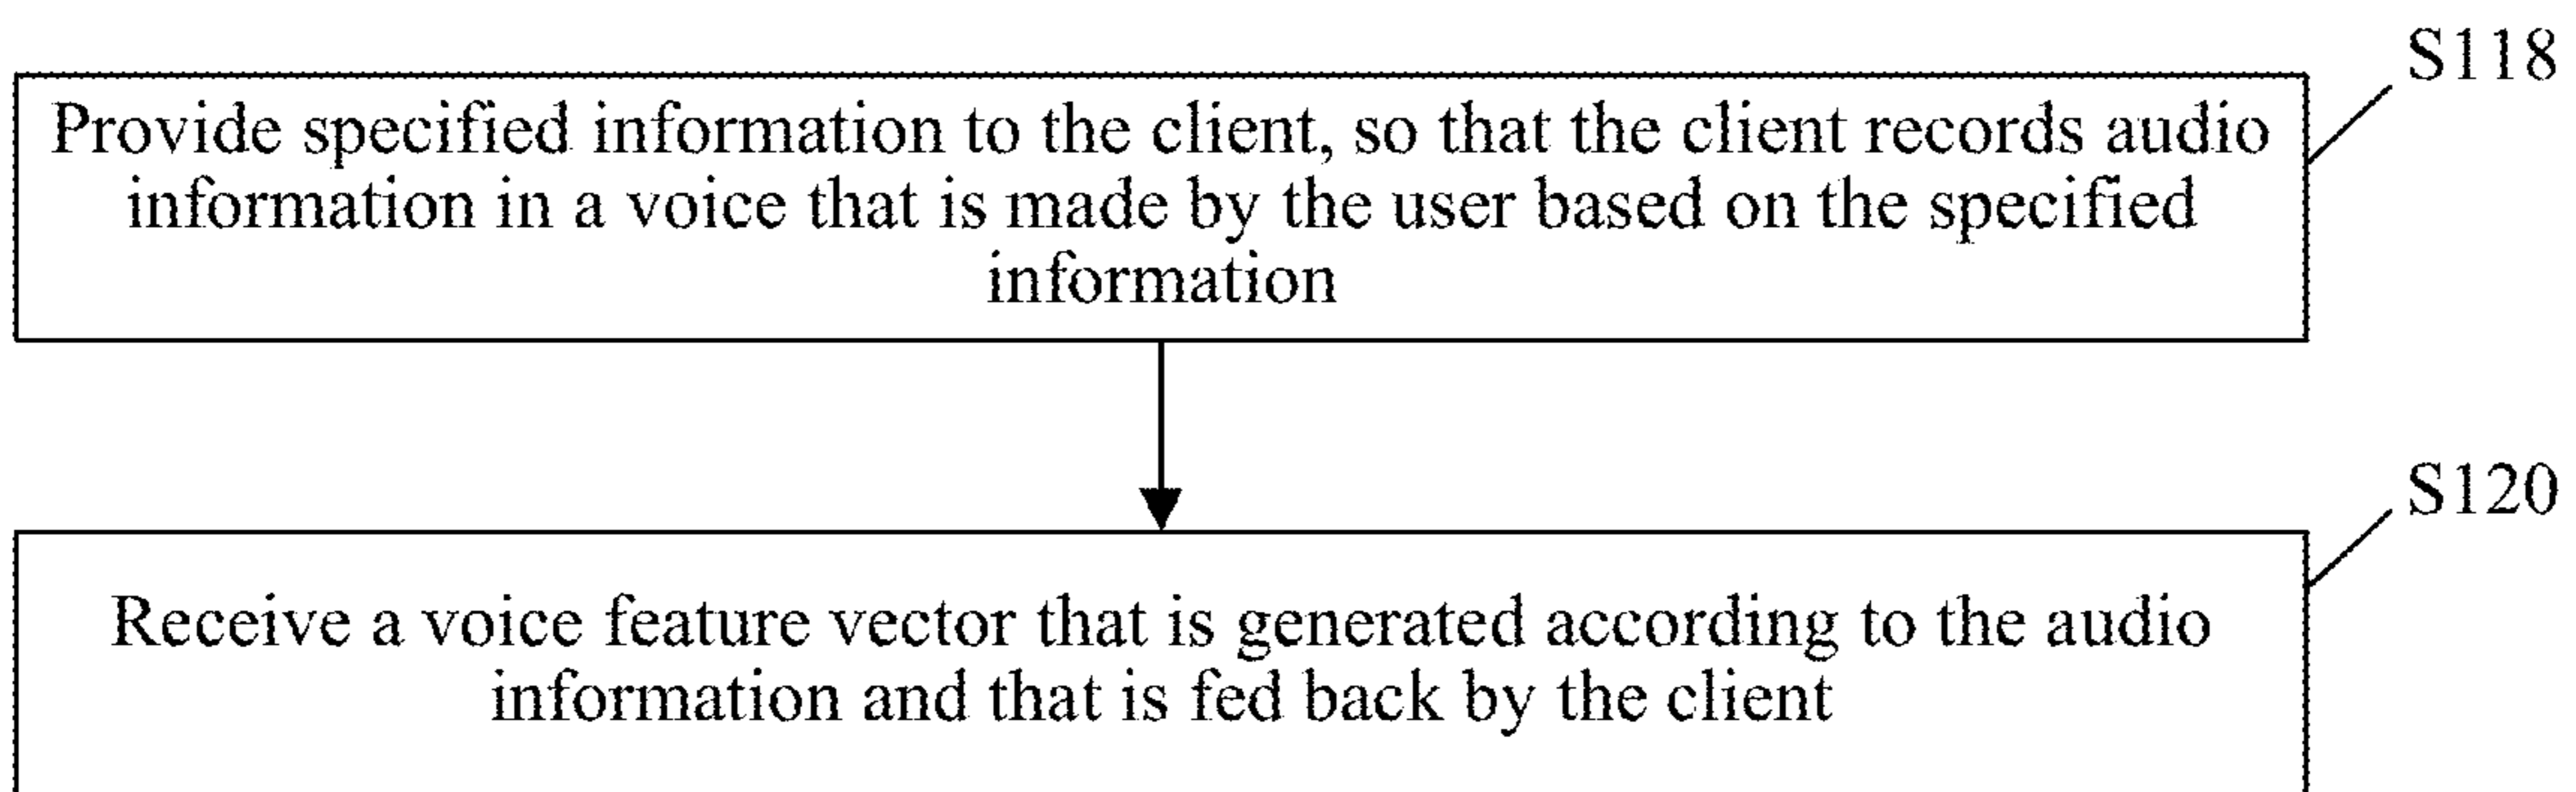 S118
Provide specified information to the client, so that the client records audio
information in a voice that is made by the user based on the specified
information
S120
Receive a voice feature vector that is generated according to the audio
information and that is fed back by the client